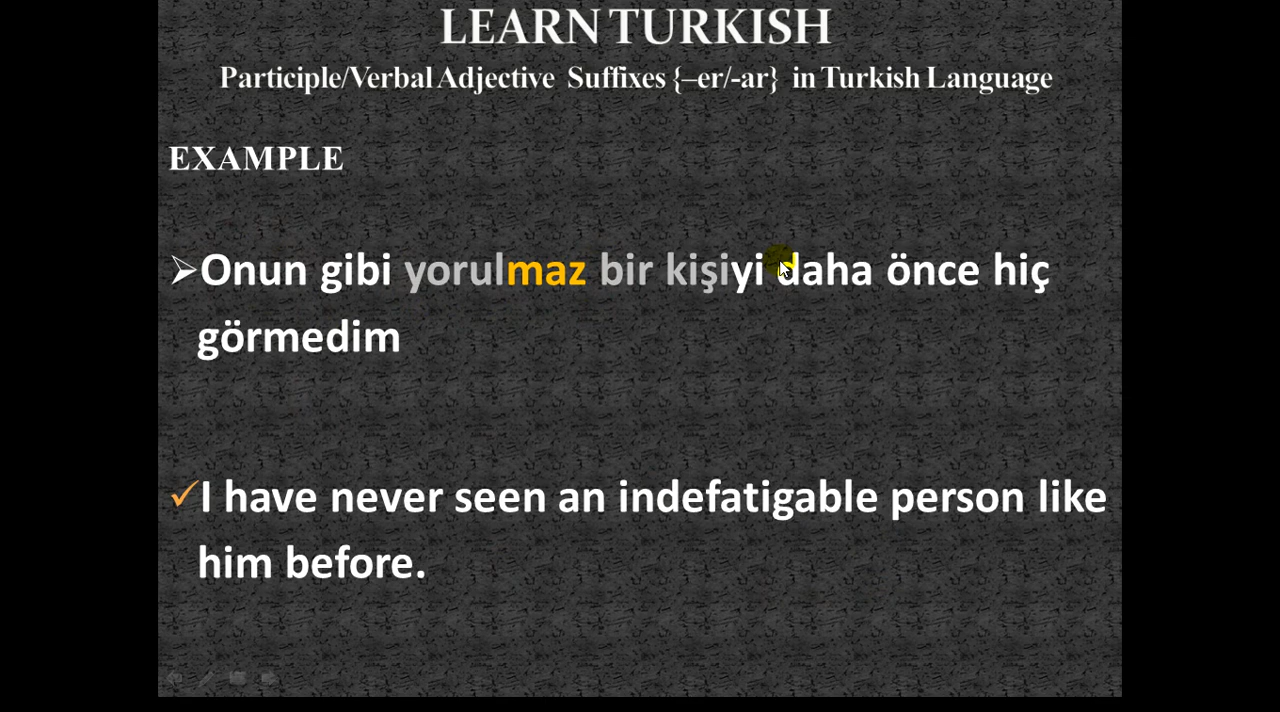 LEARN TURKISH
Participle/Verbal Adjective Suffixes {–er/-ar} in Turkish Language
EXAMPLE
Onun gibi yorulmaz bir kişiyi daha önce hiç
görmedim
I have never seen an indefatigable person like
him before.